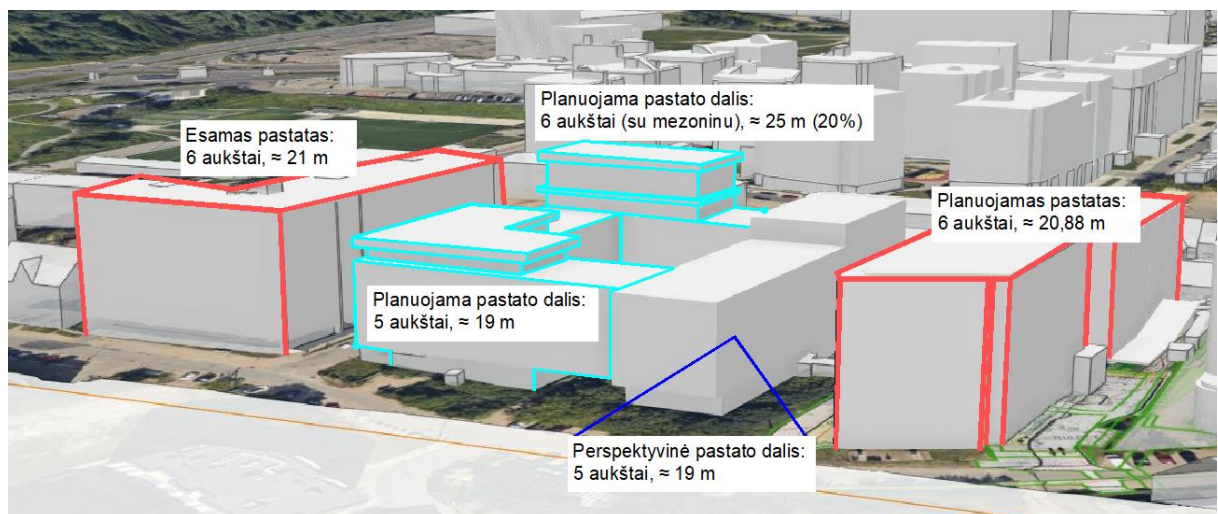 Planuojama pastato dalis:
6 aukštai (su mezoninu), ≈ 25 m (20%)
Esamas pastatas:
6 aukštai, ≈ 21 m
Planuojamas pastatas:
6 aukštai, ≈ 20,88 m
Planuojama pastato dalis:
5 aukštai, ≈ 19 m
Perspektyvinė pastato dalis:
5 aukštai, ≈ 19 m